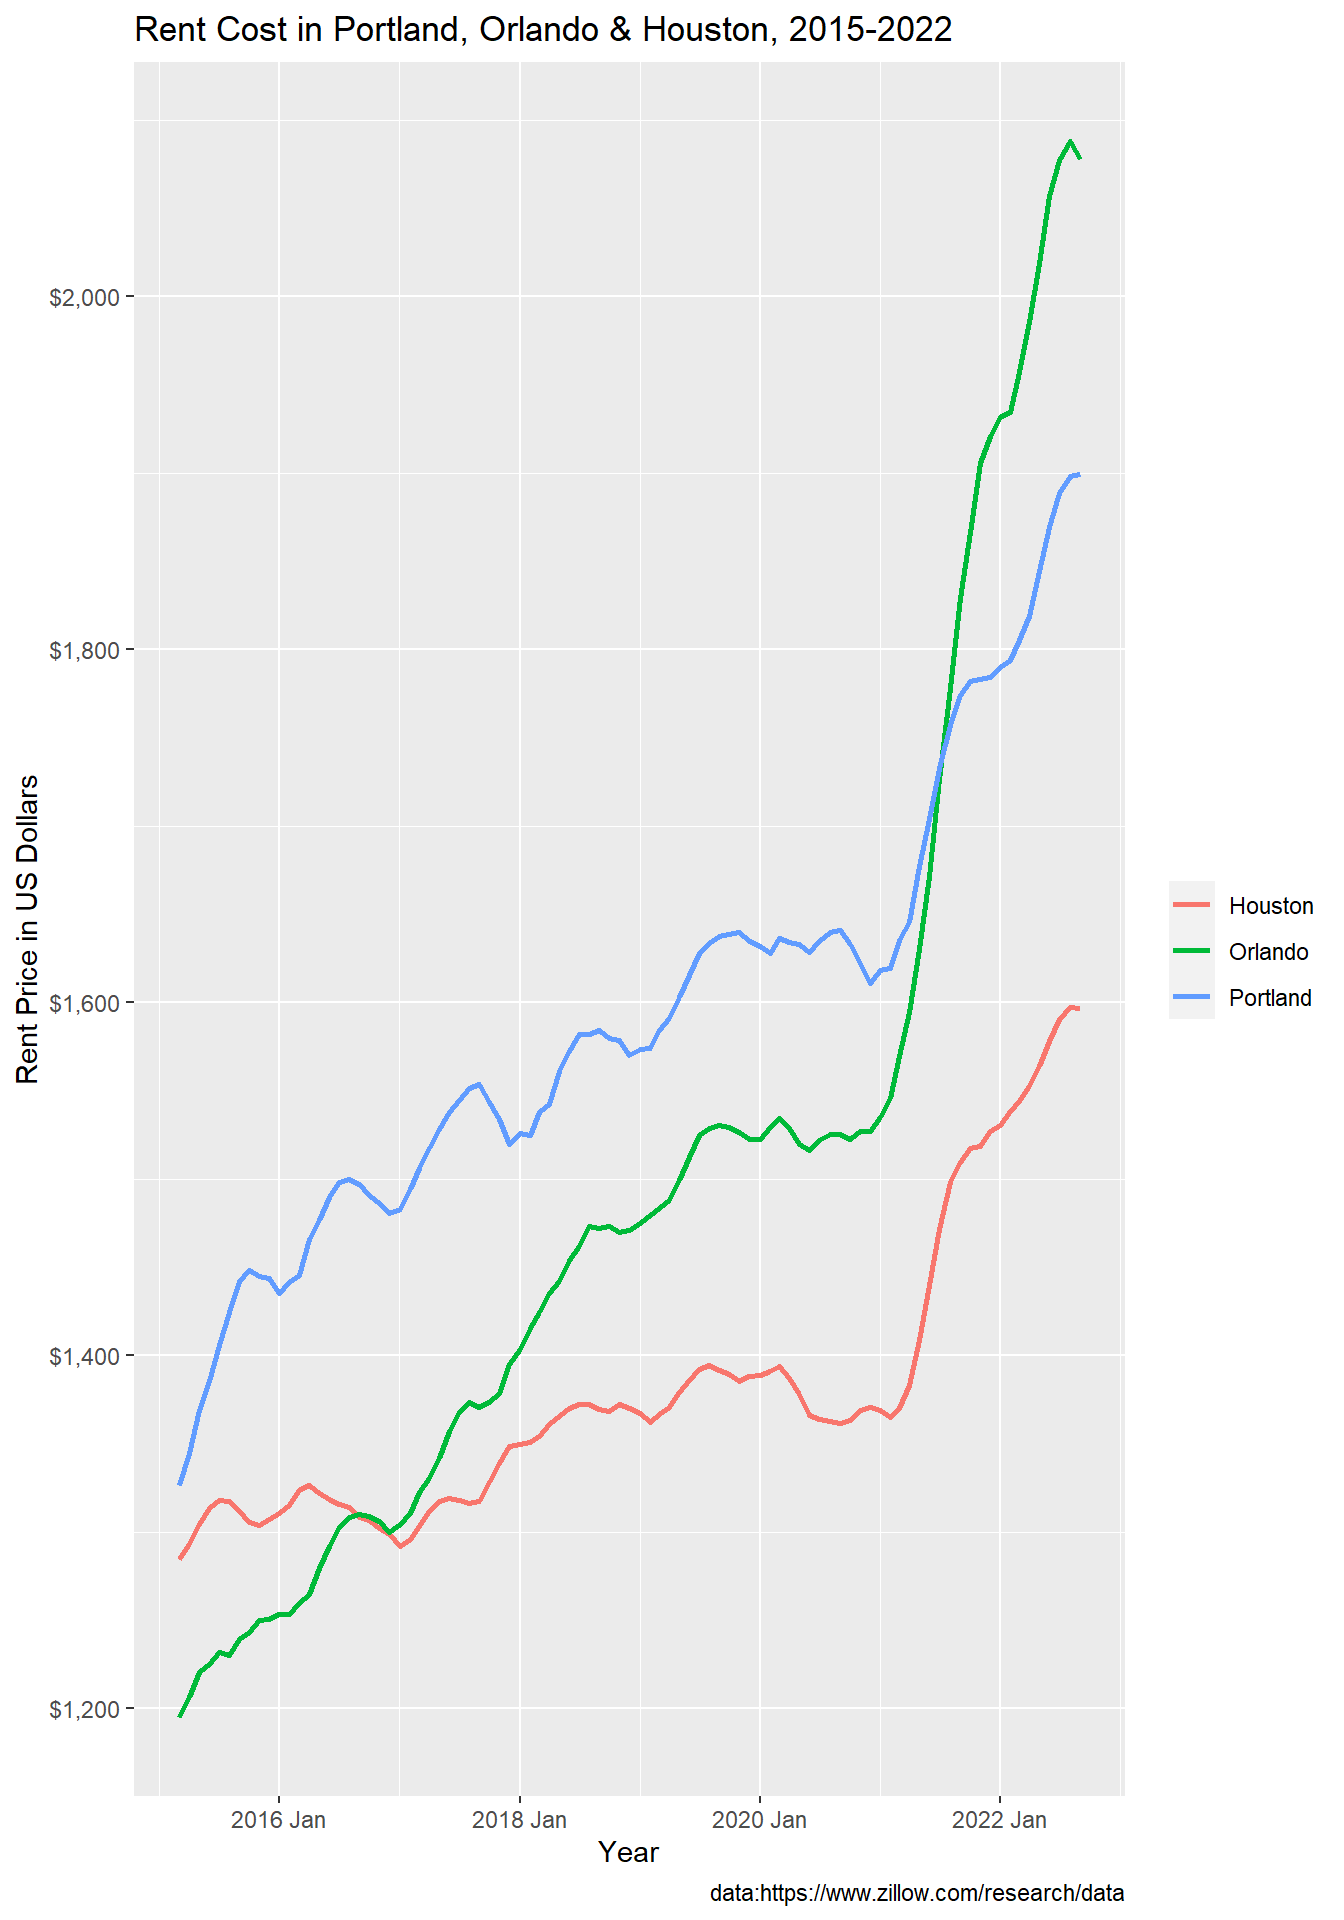 Rent Cost in Portland, Orlando & Houston, 2015-2022
Rent Price in US Dollars
$2,000
$1,800
$1,600
$1,400
$1,200
Houston
Orlando
Portland
2016 Jan
2018 Jan
2020 Jan
2022 Jan
Year
data:https://www.zillow.com/research/data